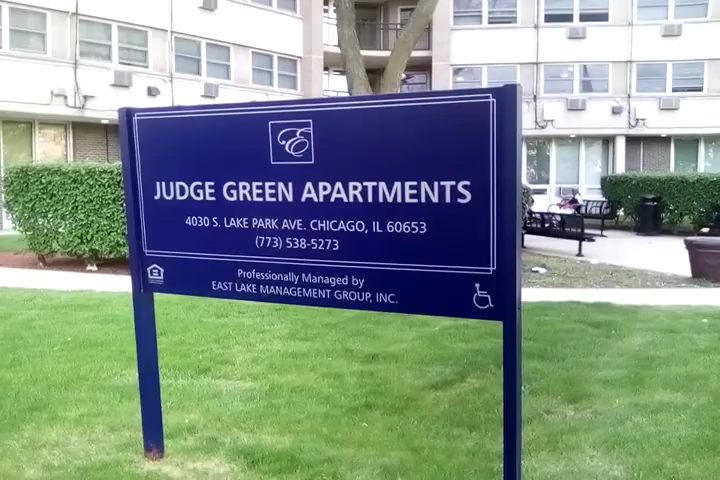 E
JUDGE GREEN APARTMENTS
4030 S. LAKE PARK AVE. CHICAGO, IL 60653
(773) 538-5273
Professionally Managed by
EAST LAKE MANAGEMENT GROUP, INC.